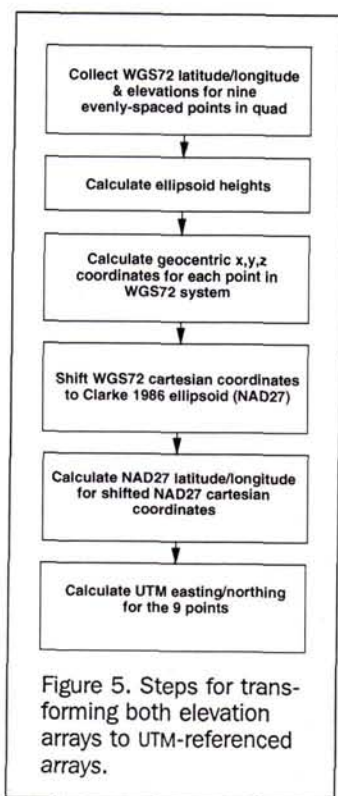 Collect WGS72 latitude/longitude
& elevations for nine
evenly-spaced points in quad
Calculate ellipsoid heights
Calculate geocentric x,y,z
coordinates for each point in
WGS72 system
Shift WGS72 cartesian coordinates
to Clarke 1986 ellipsoid (NAD27)
Calculate NAD27 latitude/longitude
for shifted NAD27 cartesian
coordinates
Calculate UTM easting/northing
for the 9 points
Figure 5. Steps for trans-
forming both elevation
arrays to UTM-referenced
arrays.